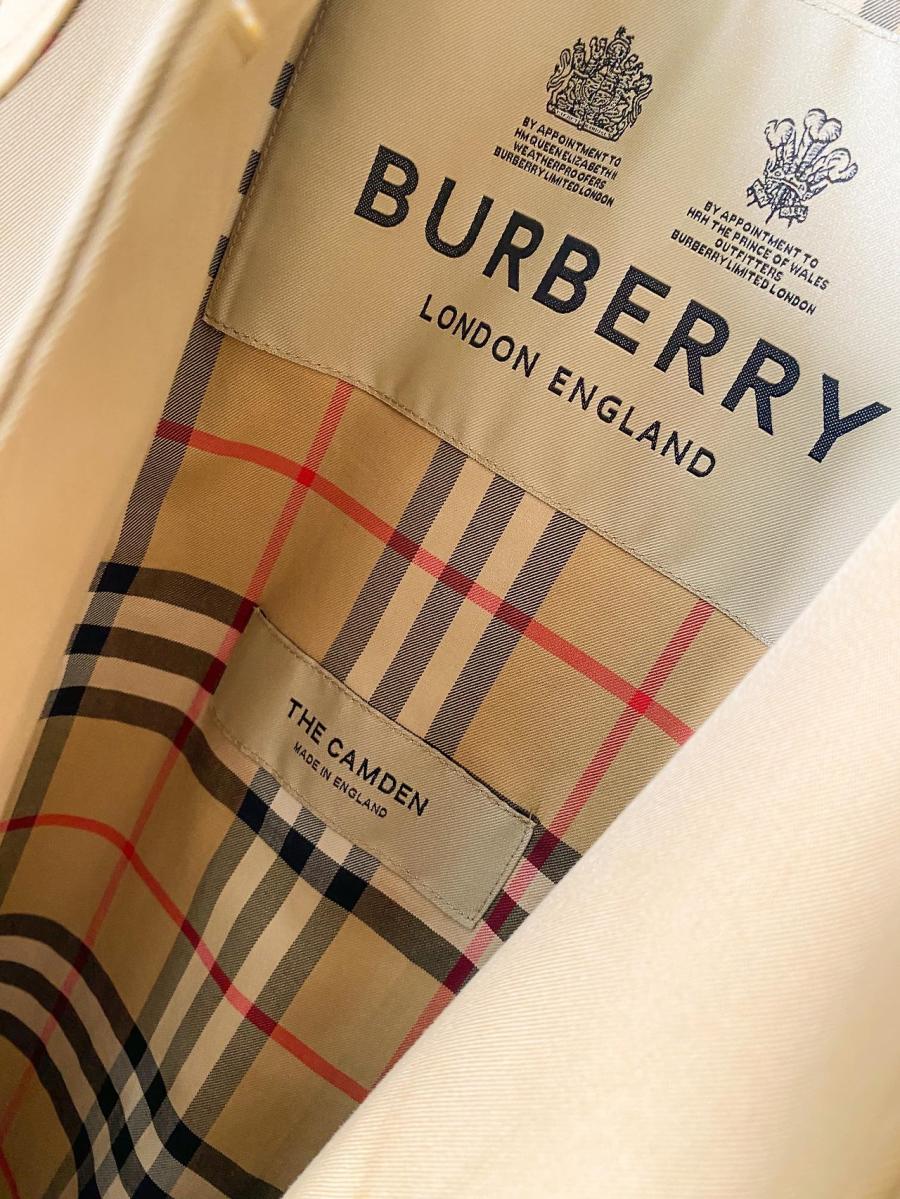 BY APPOINTMENT TO
HM QUEEN ELIZABETH II
WEATHERPROOFERS
BURBERRY LIMITED LONDON
BY APPOINTMENT TO
HRH THE PRINCE OF WALES
OUTFITTERS
BURBERRY LIMITED LONDON
BURBERRY
LONDON ENGLAND
THE CAMDEN
MADE IN ENGLAND